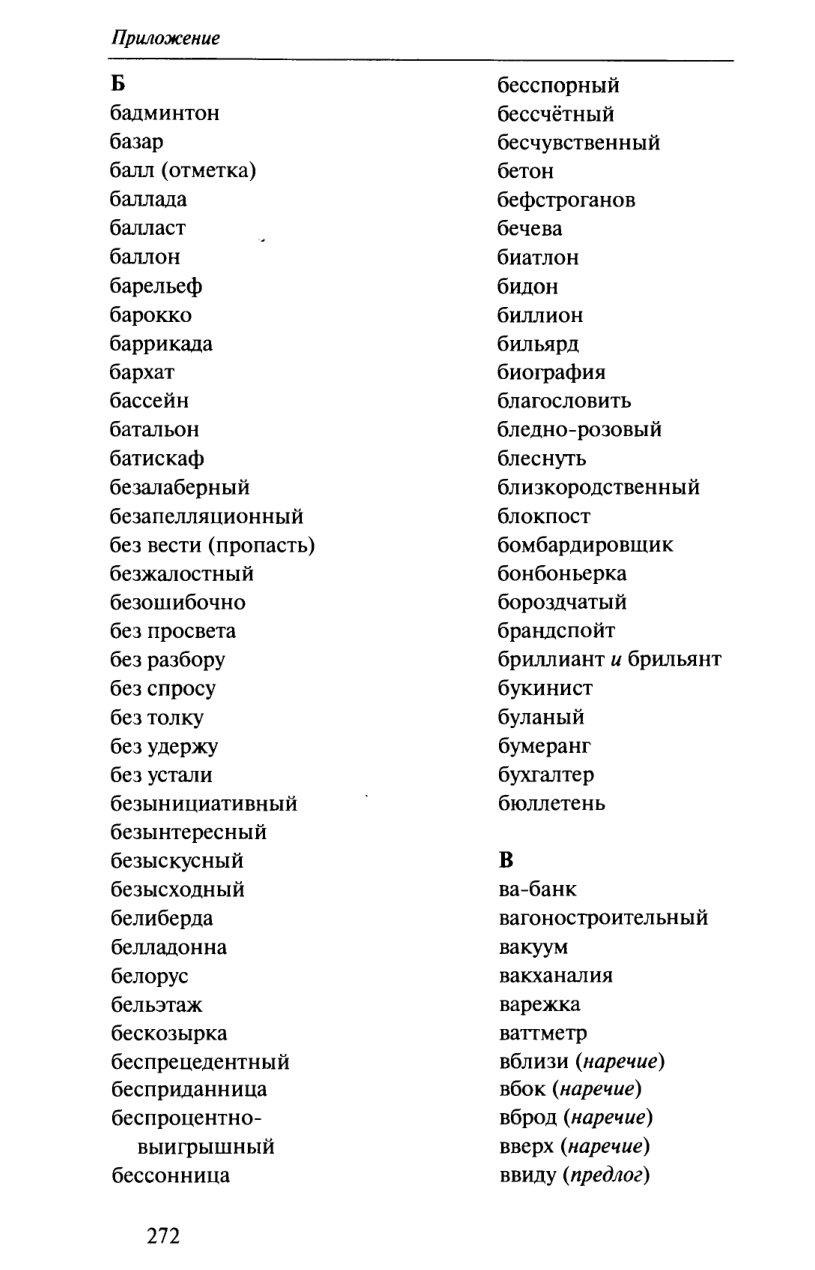 Приложение
Б
бадминтон
базар
балл (отметка)
баллада
балласт
баллон
барельеф
барокко
баррикада
бархат
бассейн
батальон
батискаф
безалаберный
безапелляционный
без вести (пропасть)
безжалостный
безошибочно
без просвета
без разбору
без спросу
без толку
без удержу
без устали
безынициативный
безынтересный
безыскусный
безысходный
белиберда
белладонна
белорус
бельэтаж
бескозырка
беспрецедентный
бесприданница
беспроцентно-
выигрышный
бессонница
бесспорный
бессчётный
бесчувственный
бетон
бефстроганов
бечева
биатлон
бидон
биллион
бильярд
биография
благословить
бледно-розовый
блеснуть
близкородственный
блокпост
бомбардировщик
бонбоньерка
бороздчатый
брандспойт
бриллиант и брильянт
букинист
буланый
бумеранг
бухгалтер
бюллетень
В
ва-банк
вагоностроительный
вакуум
вакханалия
варежка
ваттметр
вблизи (наречие)
вбок (наречие)
вброд (наречие)
вверх (наречие)
ввиду (предлог)
272